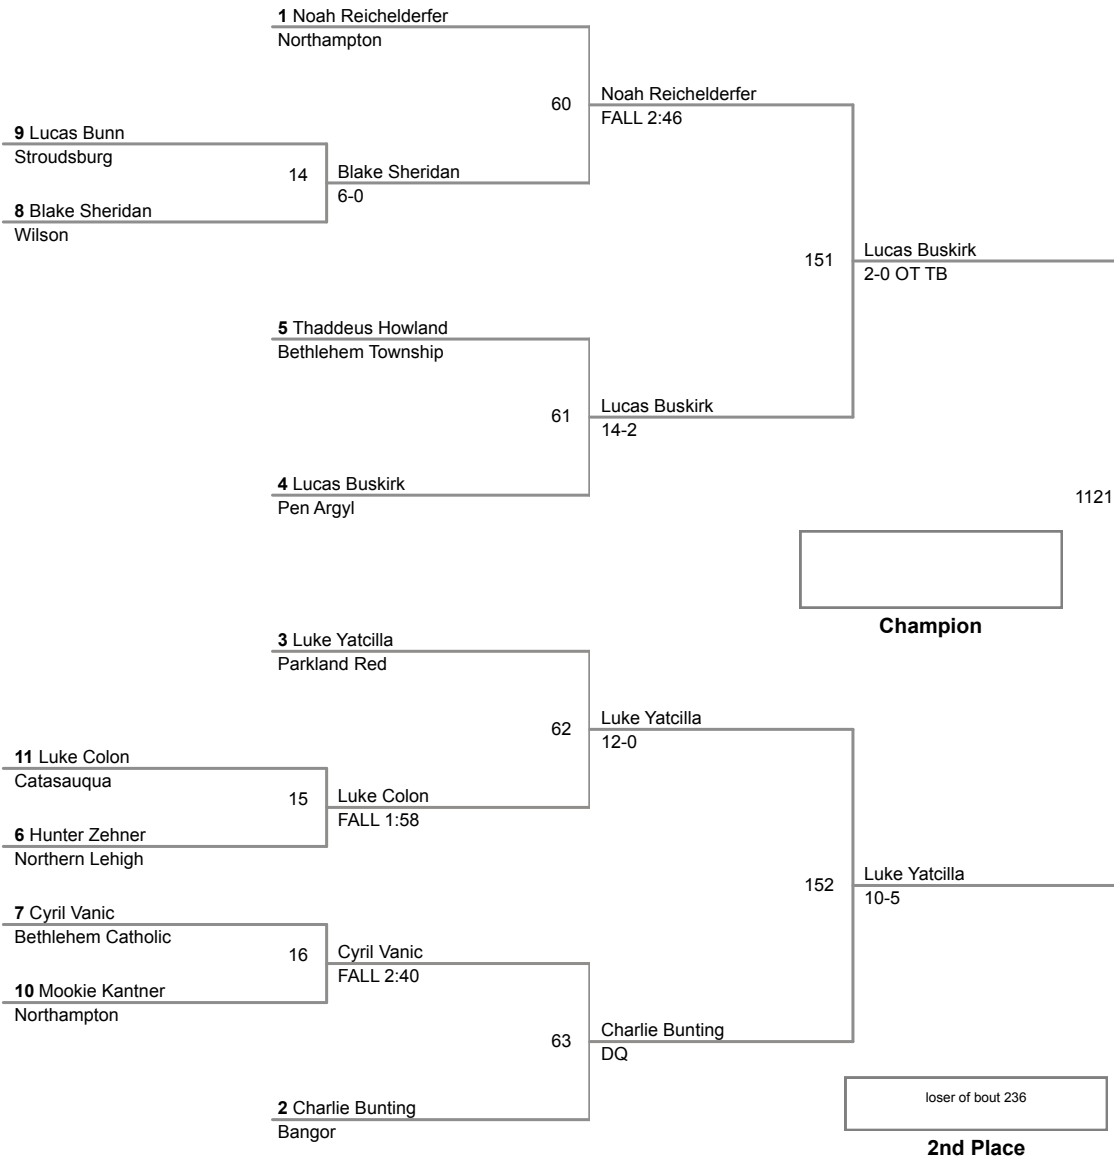 1 Noah Reichelderfer
Northampton
60
Noah Reichelderfer
FALL 2:46
9 Lucas Bunn
Stroudsburg
14
Blake Sheridan
6-0
8 Blake Sheridan
Wilson
151
Lucas Buskirk
2-0 OT TB
5 Thaddeus Howland
Bethlehem Township
61
Lucas Buskirk
14-2
4 Lucas Buskirk
Pen Argyl
1121
Champion
3 Luke Yatcilla
Parkland Red
62
Luke Yatcilla
12-0
11 Luke Colon
Catasauqua
15
Luke Colon
FALL 1:58
6 Hunter Zehner
Northern Lehigh
152
Luke Yatcilla
10-5
7 Cyril Vanic
Bethlehem Catholic
16
Cyril Vanic
FALL 2:40
10 Mookie Kantner
Northampton
63
Charlie Bunting
DQ
2 Charlie Bunting
Bangor
loser of bout 236
2nd Place